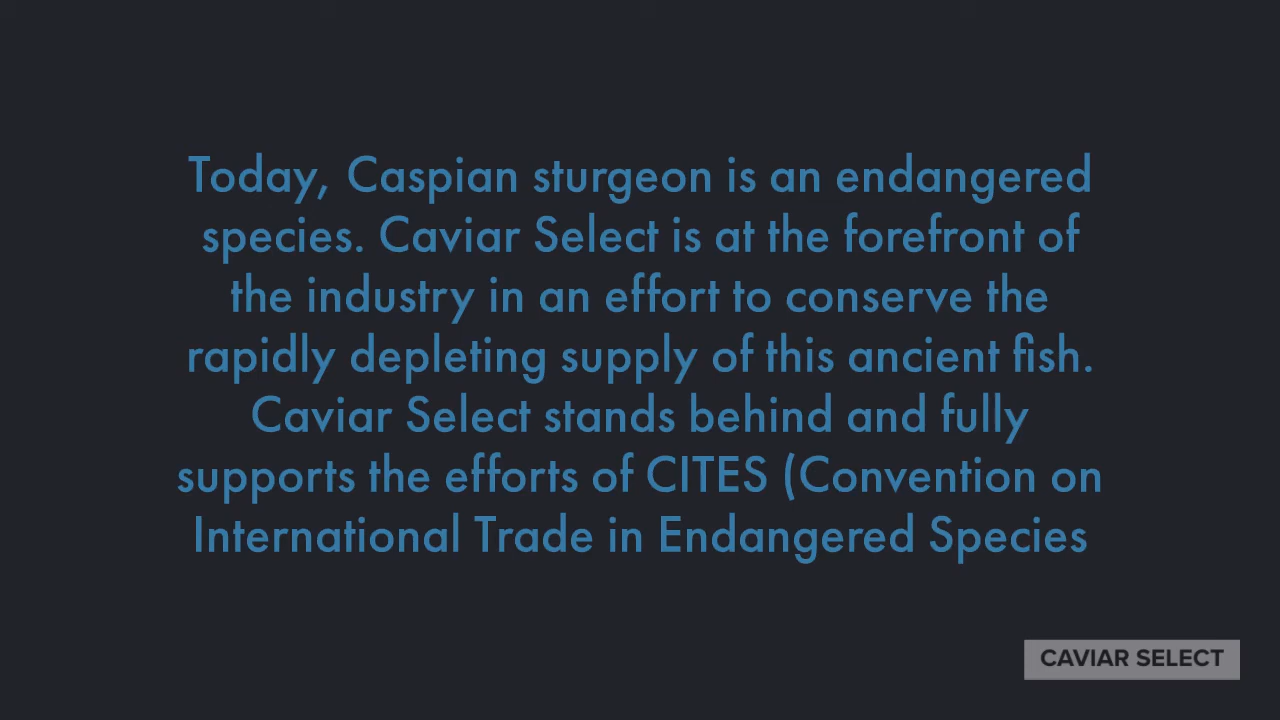 Today, Caspian sturgeon is an endangered
species. Caviar Select is at the forefront of
the industry in an effort to conserve the
rapidly depleting supply of this ancient fish.
Caviar Select stands behind and fully
supports the efforts of CITES (Convention on
International Trade in Endangered Species
CAVIAR SELECT